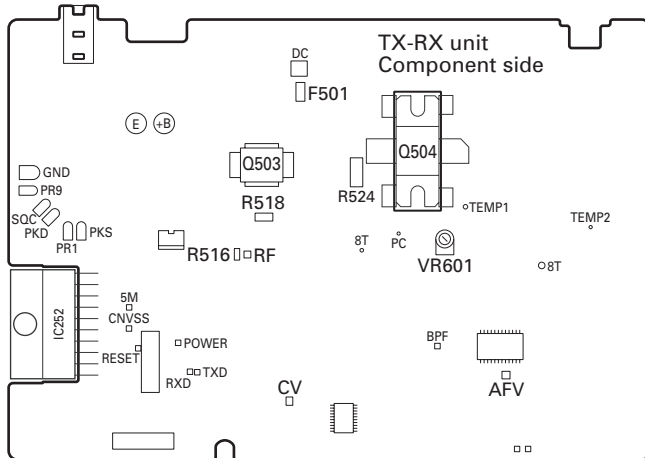 TX-RX unit
Component side
DC
F501
E
+B
Q503
Q504
GND
PR9
SQC
PKD
PR1
PKS
R518
R524
TEMP1
TEMP2
R516
RF
8T
PC
VR601
8T
IC252
5M
CNVSS
RESET
POWER
RXD
TXD
BPF
CV
AFV